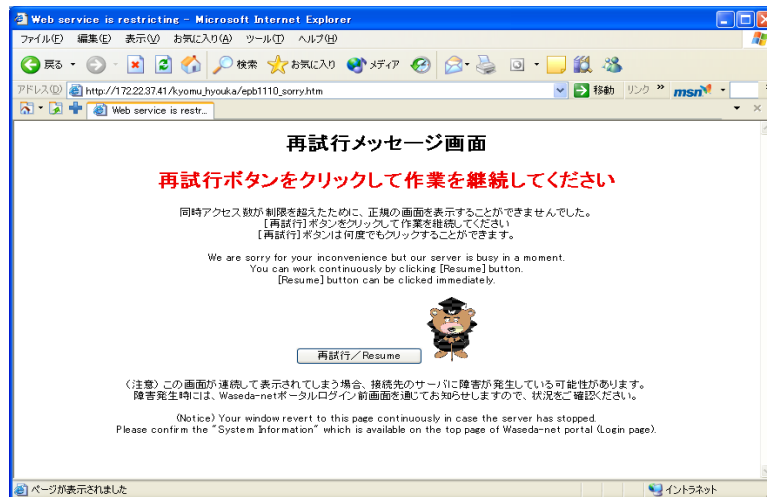 Web service is restricting - Microsoft Internet Explorer
ファイル(F) 編集(E) 表示(V) お気に入り(A) ツール(T) ヘルプ(H)
戻る 検索 お気に入り メディア
アドレス(D) http://172.22.37.41/kyomu_hyouka/epb1110_sorry.htm 移動 リンク » msn
Web service is restr...
再試行メッセージ画面
再試行ボタンをクリックして作業を継続してください
同時アクセス数が制限を超えたために、正規の画面を表示することができませんでした。
[再試行]ボタンをクリックして作業を継続してください
[再試行]ボタンは何度でもクリックすることができます。
We are sorry for your inconvenience but our server is busy in a moment.
You can work continuously by clicking [Resume] button.
[Resume] button can be clicked immediately.
再試行／Resume
(注意) この画面が連続して表示されてしまう場合、接続先のサーバに障害が発生している可能性があります。
障害発生時には、Waseda-netポータルログイン前画面を通じてお知らせしますので、状況をご確認ください。
(Notice) Your window revert to this page continuously in case the server has stopped.
Please confirm the "System Information" which is available on the top page of Waseda-net portal (Login page).
ページが表示されました イントラネット